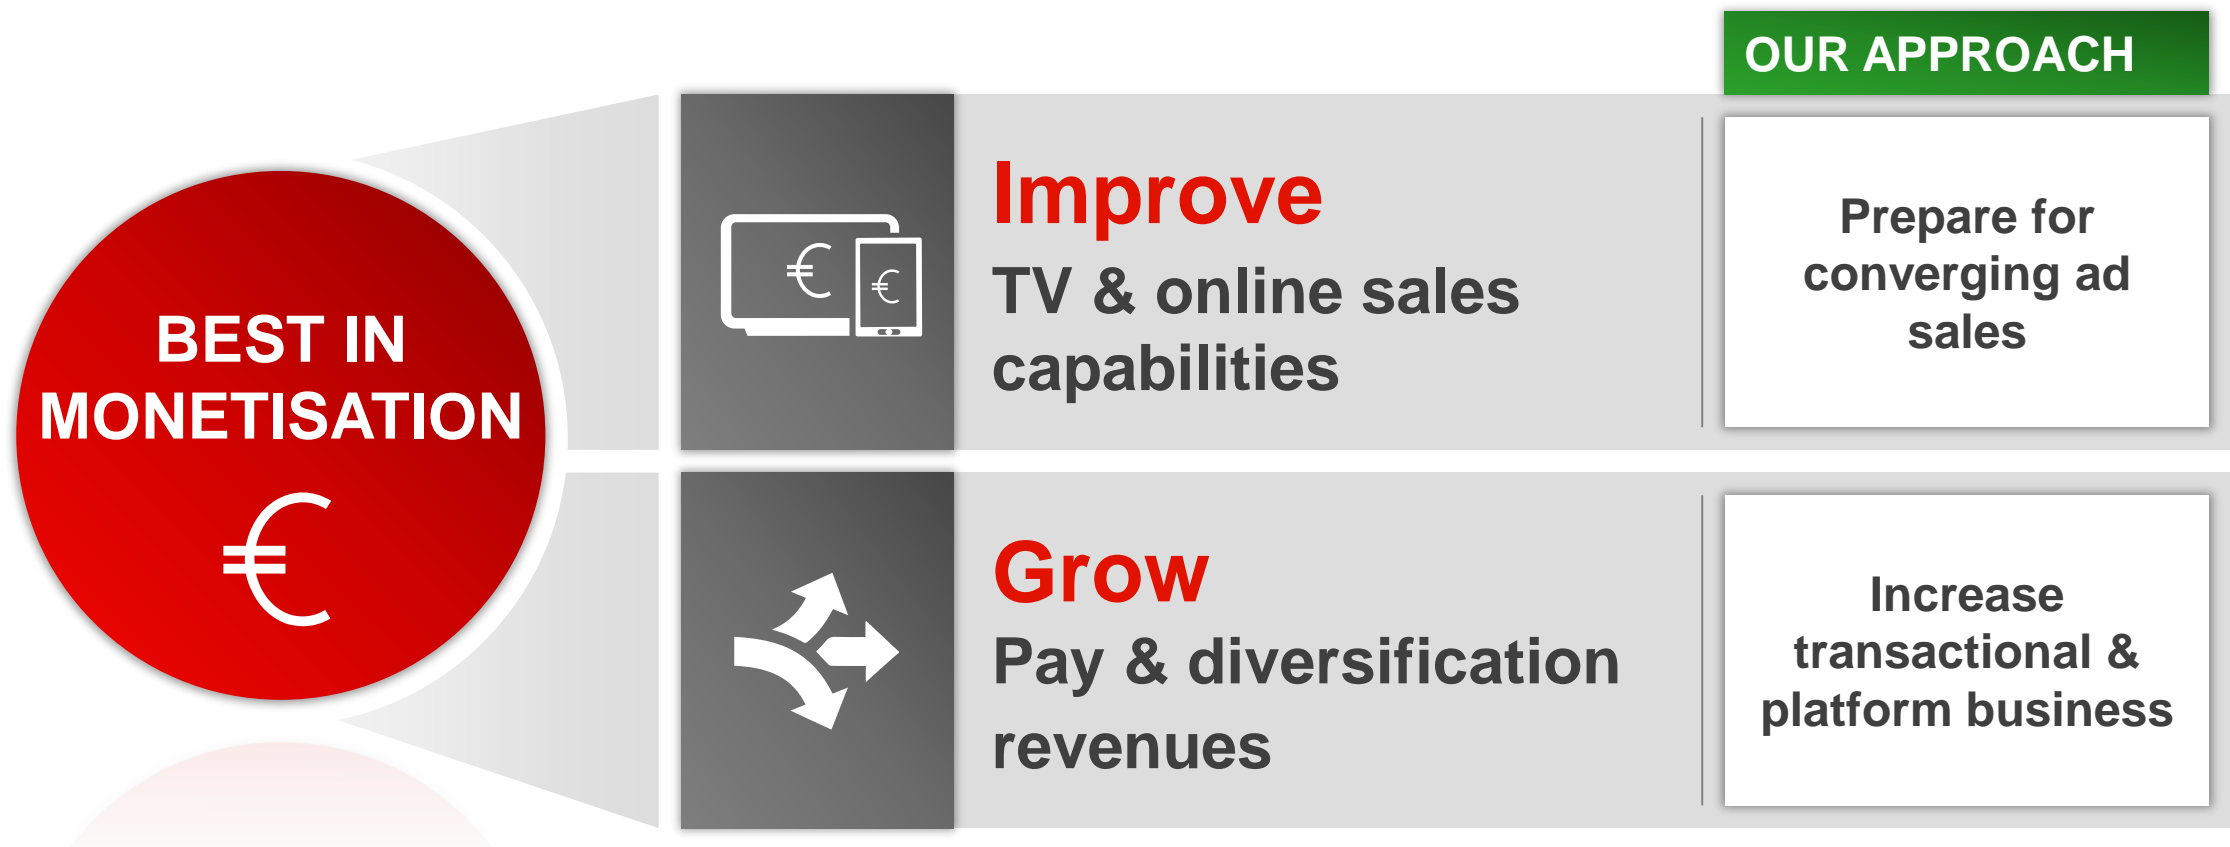 OUR APPROACH
BEST IN
MONETISATION
€
€
€
Improve
TV & online sales
capabilities
Prepare for
converging ad
sales
Grow
Pay & diversification
revenues
Increase
transactional &
platform business